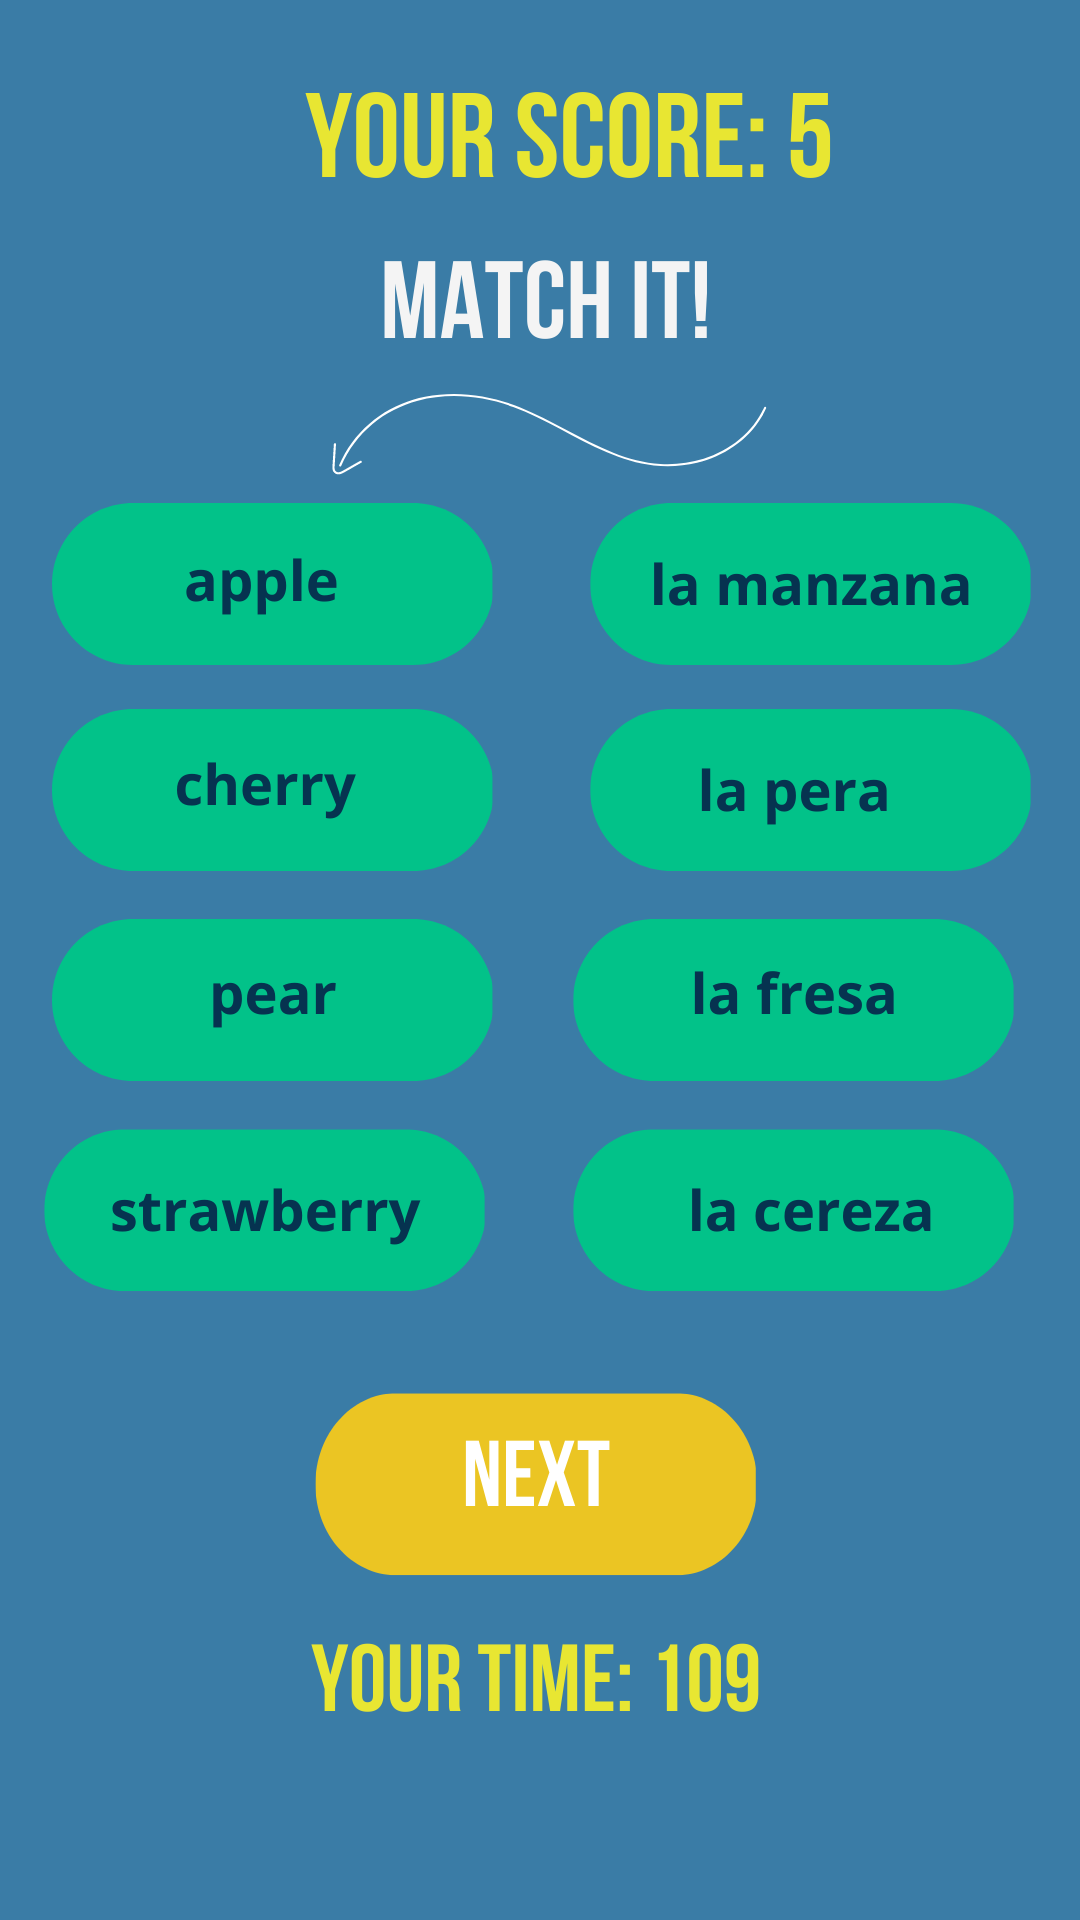 YOUR SCORE: 5
MATCH IT!
apple
la manzana
cherry
la pera
pear
la fresa
strawberry
la cereza
NEXT
YOUR TIME: 109